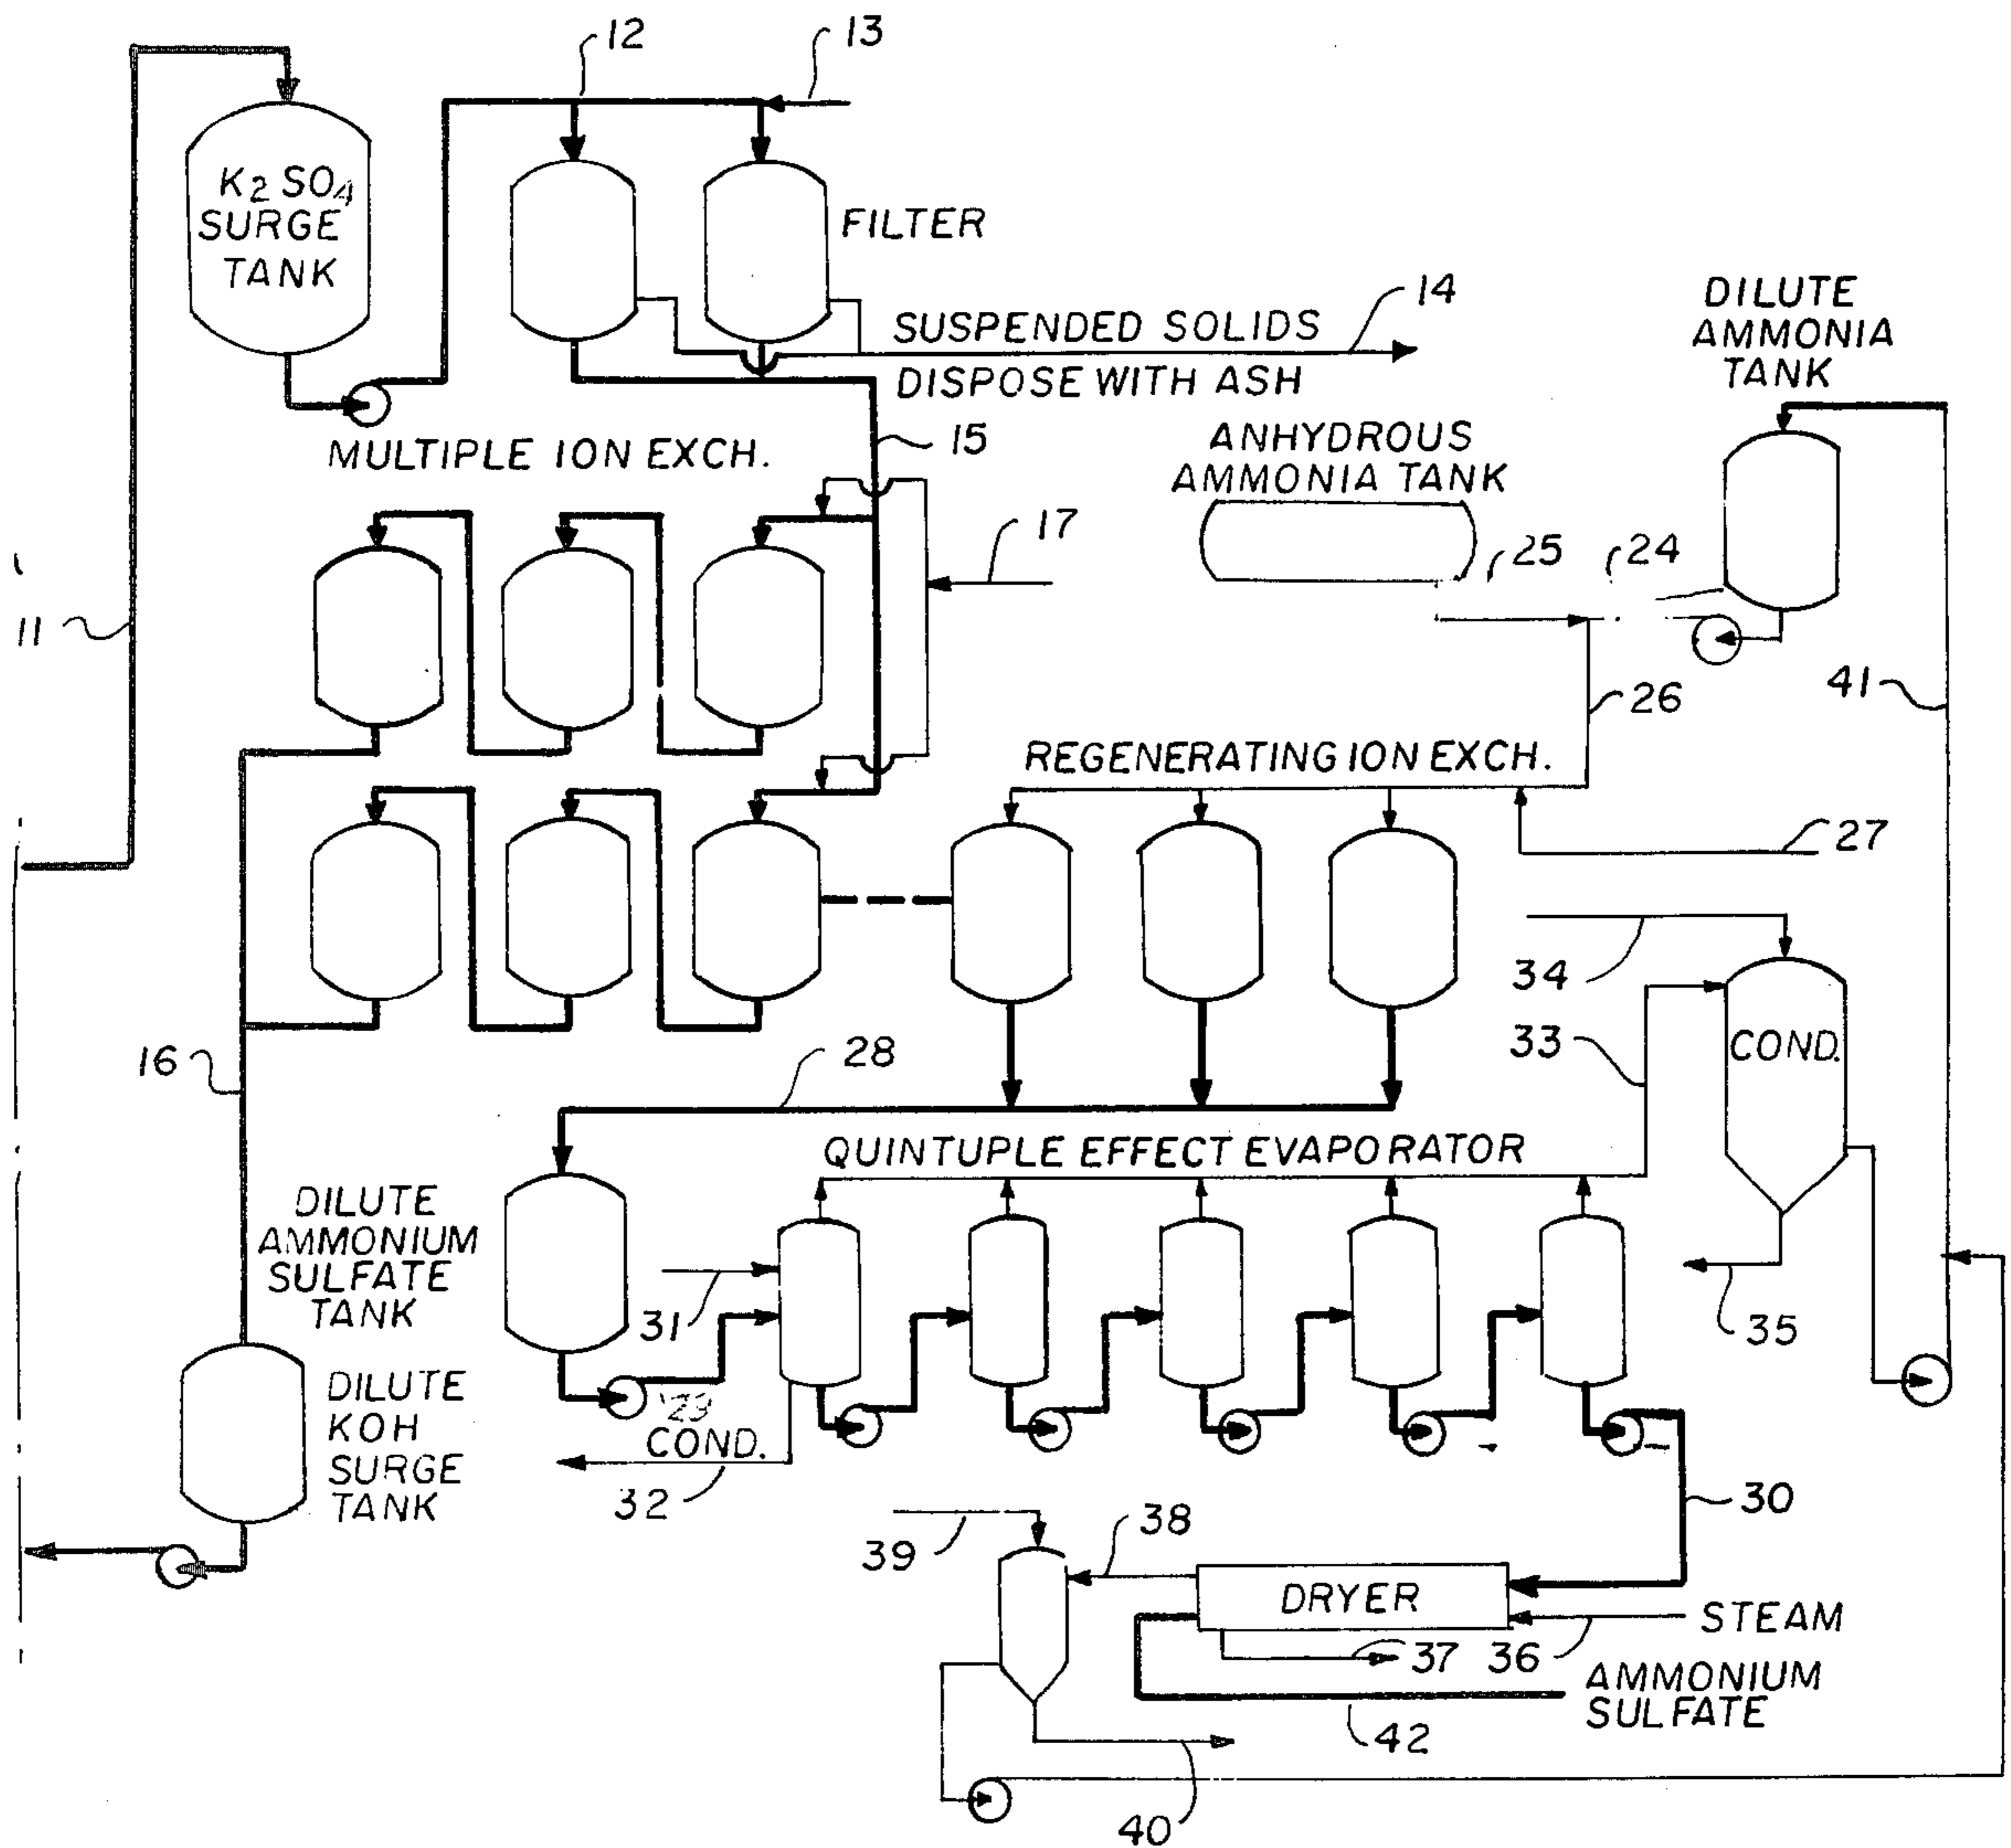 12
13
K2SO4
SURGE
TANK
FILTER
14
SUSPENDED SOLIDS
DISPOSE WITH ASH
DILUTE
AMMONIA
TANK
MULTIPLE ION EXCH.
15
ANHYDROUS
AMMONIA TANK
17
25
24
11
26
41
REGENERATING ION EXCH.
27
34
33
COND.
16
28
QUINTUPLE EFFECT EVAPORATOR
DILUTE
AMMONIUM
SULFATE
TANK
31
35
DILUTE
KOH
SURGE
TANK
COND.
32
30
39
38
DRYER
STEAM
37
36
AMMONIUM
SULFATE
42
40